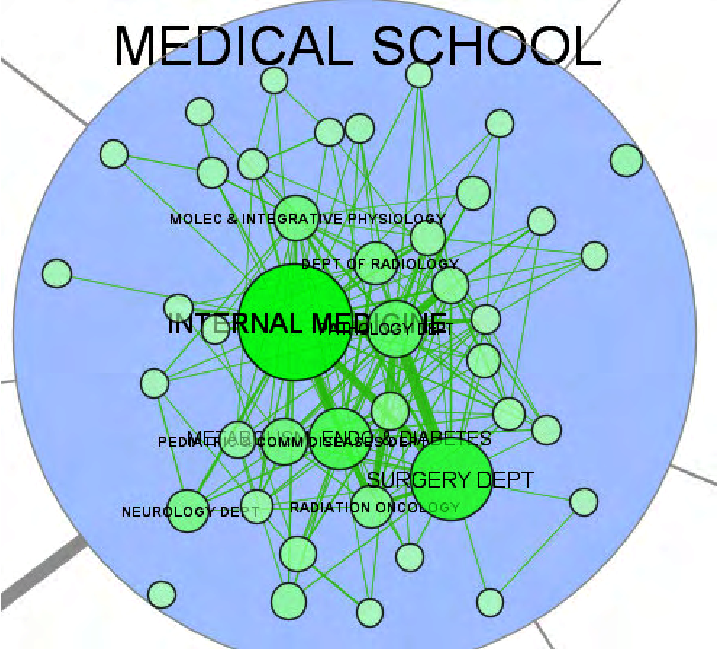 MEDICAL SCHOOL
MOLEC & INTEGRATIVE PHYSIOLOGY
DEPT OF RADIOLOGY
INTERNAL MEDICINE
PATHOLOGY DEPT
METABOLISM, ENDO & DIABETES
PEDIATRIC & COMM DISEASES DEPT
SURGERY DEPT
NEUROLOGY DEPT
RADIATION ONCOLOGY